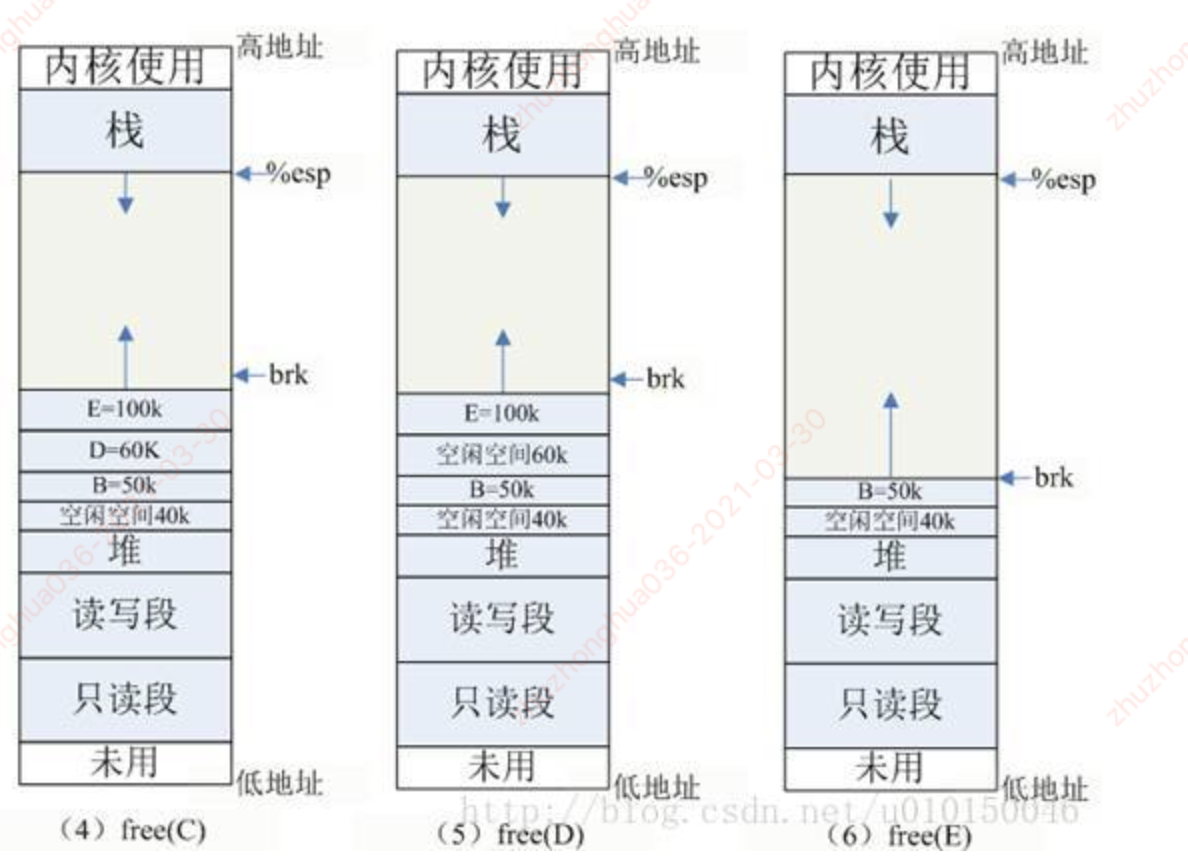 高地址
内核使用
栈
%esp
brk
E=100k
D=60K
B=50k
空闲空间40k
堆
读写段
只读段
未用
低地址
（4）free(C)
高地址
内核使用
栈
%esp
brk
E=100k
空闲空间60k
B=50k
空闲空间40k
堆
读写段
只读段
未用
低地址
（5）free(D)
高地址
内核使用
栈
%esp
brk
B=50k
空闲空间40k
堆
读写段
只读段
未用
低地址
（6）free(E)
http://blog.csdn.net/u010150046
zhuzhonghua036-2021-03-30